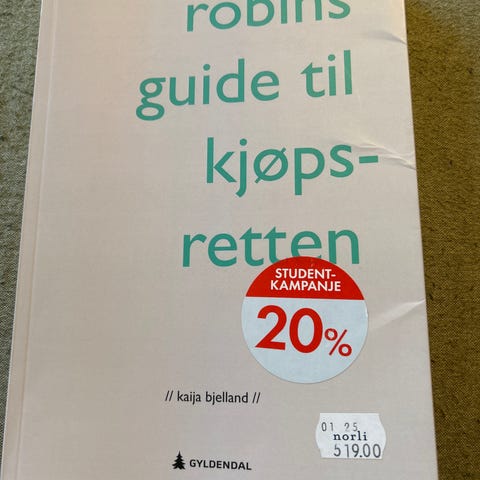 robins
guide til
kjøps-
retten
STUDENT-
KAMPANJE
20%
// kaija bjelland //
01 25
norli
519.00
GYLDENDAL